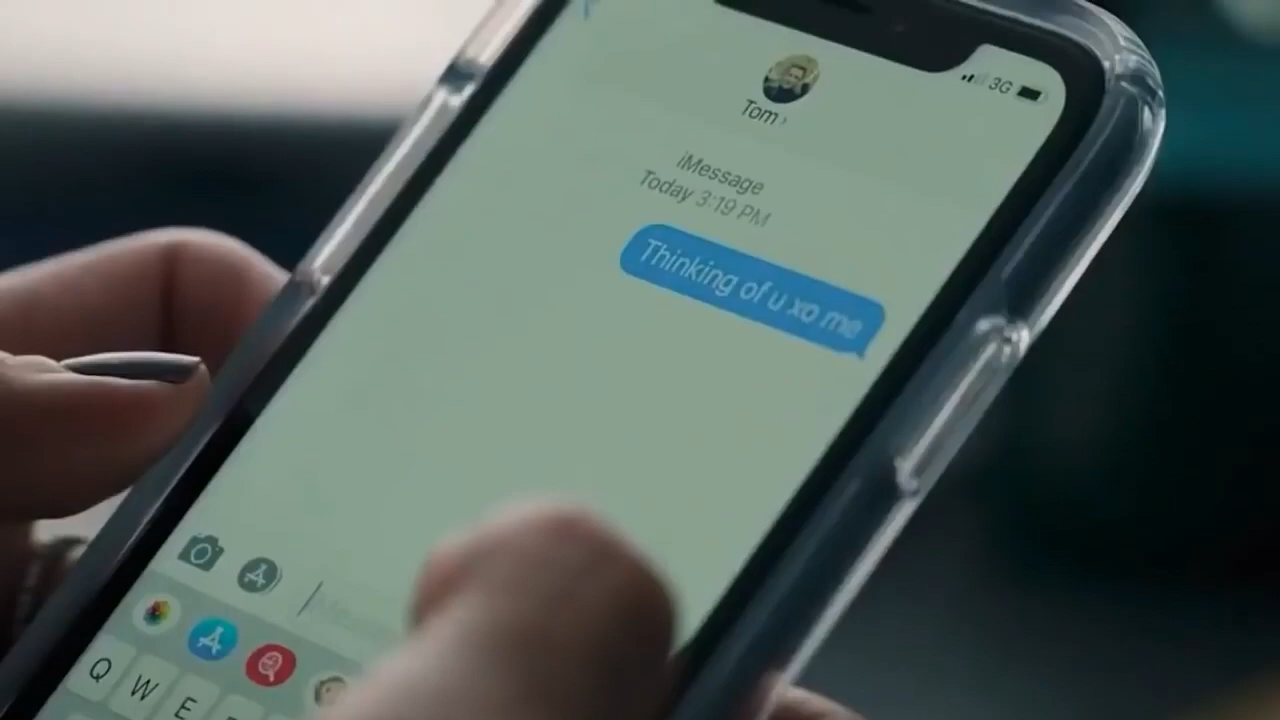 3G
Tom
iMessage
Today 3:19 PM
Thinking of u xo me
Q W E